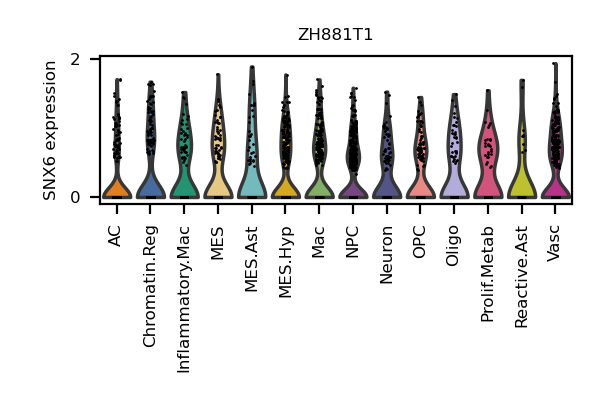 ZH881T1
SNX6 expression
2
0
AC
Chromatin.Reg
Inflammatory.Mac
MES
MES.Ast
MES.Hyp
Mac
NPC
Neuron
OPC
Oligo
Prolif.Metab
Reactive.Ast
Vasc